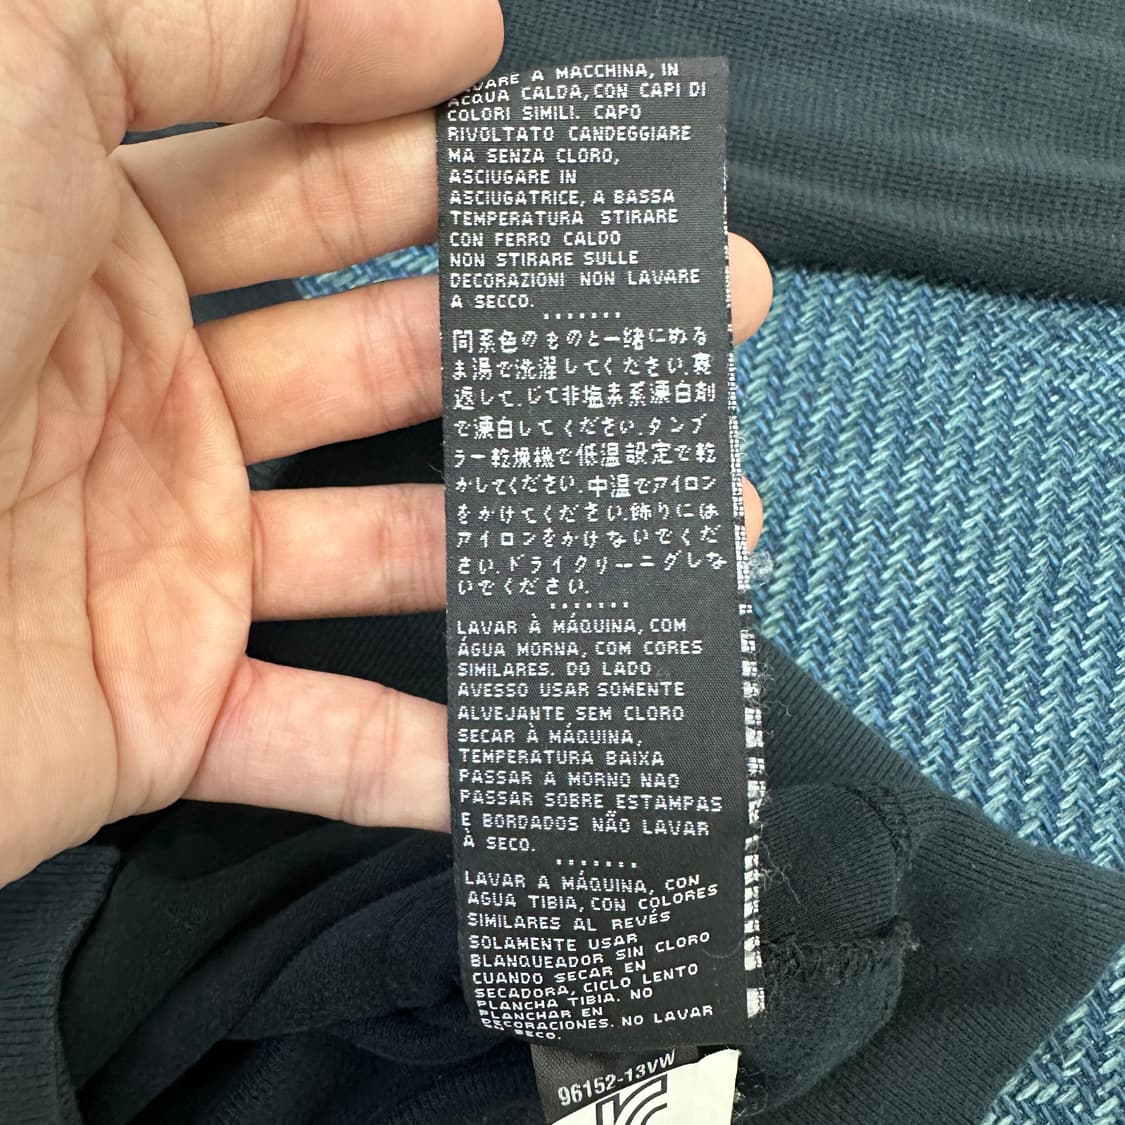 LAVARE A MACCHINA, IN
ACQUA CALDA, CON CAPI DI
COLORI SIMILI. CAPO
RIVOLTATO CANDEGGIARE
MA SENZA CLORO,
ASCIUGARE IN
ASCIUGATRICE, A BASSA
TEMPERATURA STIRARE
CON FERRO CALDO
NON STIRARE SULLE
DECORAZIONI NON LAVARE
A SECCO.
同系色のものと一緒にぬる
ま湯で洗濯してください.裏
返して.じて非塩素系漂白剤
で漂白してください.タンブ
ラー乾燥機で低温設定で乾
かしてください.中温でアイロン
をかけてください.飾りには
アイロンをかけないでくだ
さい.ドライクリーニングしな
いでください.
LAVAR À MÁQUINA, COM
ÁGUA MORNA, COM CORES
SIMILARES. DO LADO
AVESSO USAR SOMENTE
ALVEJANTE SEM CLORO
SECAR À MÁQUINA,
TEMPERATURA BAIXA
PASSAR A MORNO NAO
PASSAR SOBRE ESTAMPAS
E BORDADOS NÃO LAVAR
À SECO.
LAVAR A MÁQUINA, CON
AGUA TIBIA, CON COLORES
SIMILARES AL REVÉS
SOLAMENTE USAR
BLANQUEADOR SIN CLORO
CUANDO SECAR EN
SECADORA, CICLO LENTO
PLANCHA TIBIA. NO
PLANCHAR EN
DECORACIONES. NO LAVAR
EN SECO.
96152-13VW